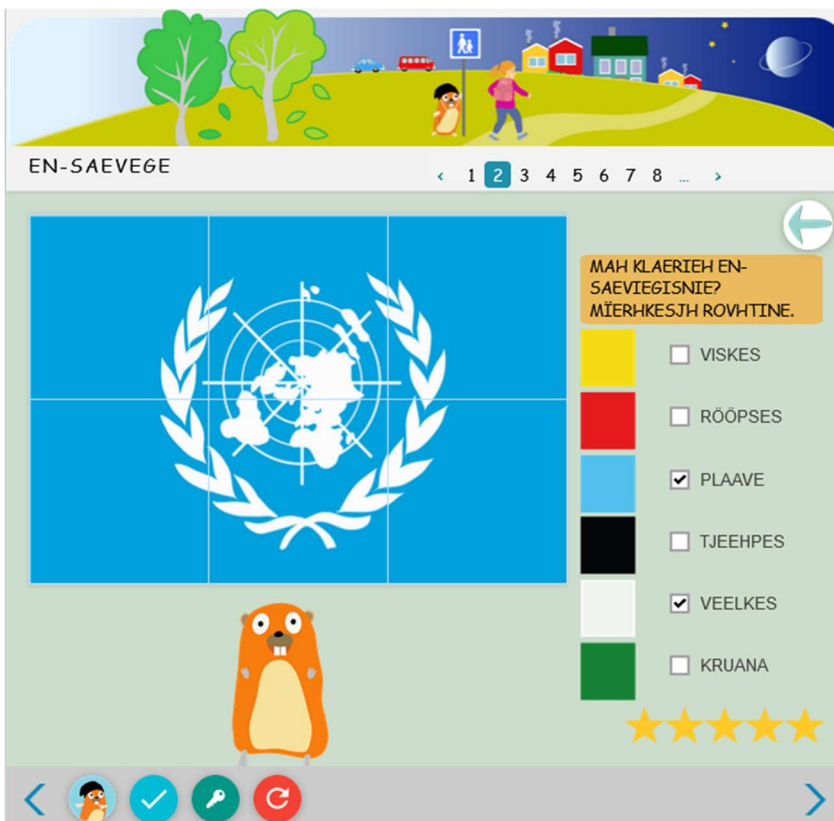 EN-SAEVEGE
‹ 1 2 3 4 5 6 7 8 ... ›
MAH KLAERIEH EN-
SAEVIEGISNIE?
MÏERHKESJH ROVHTINE.
VISKES
RÖÖPSES
PLAAVE
TJEEHPES
VEELKES
KRUANA